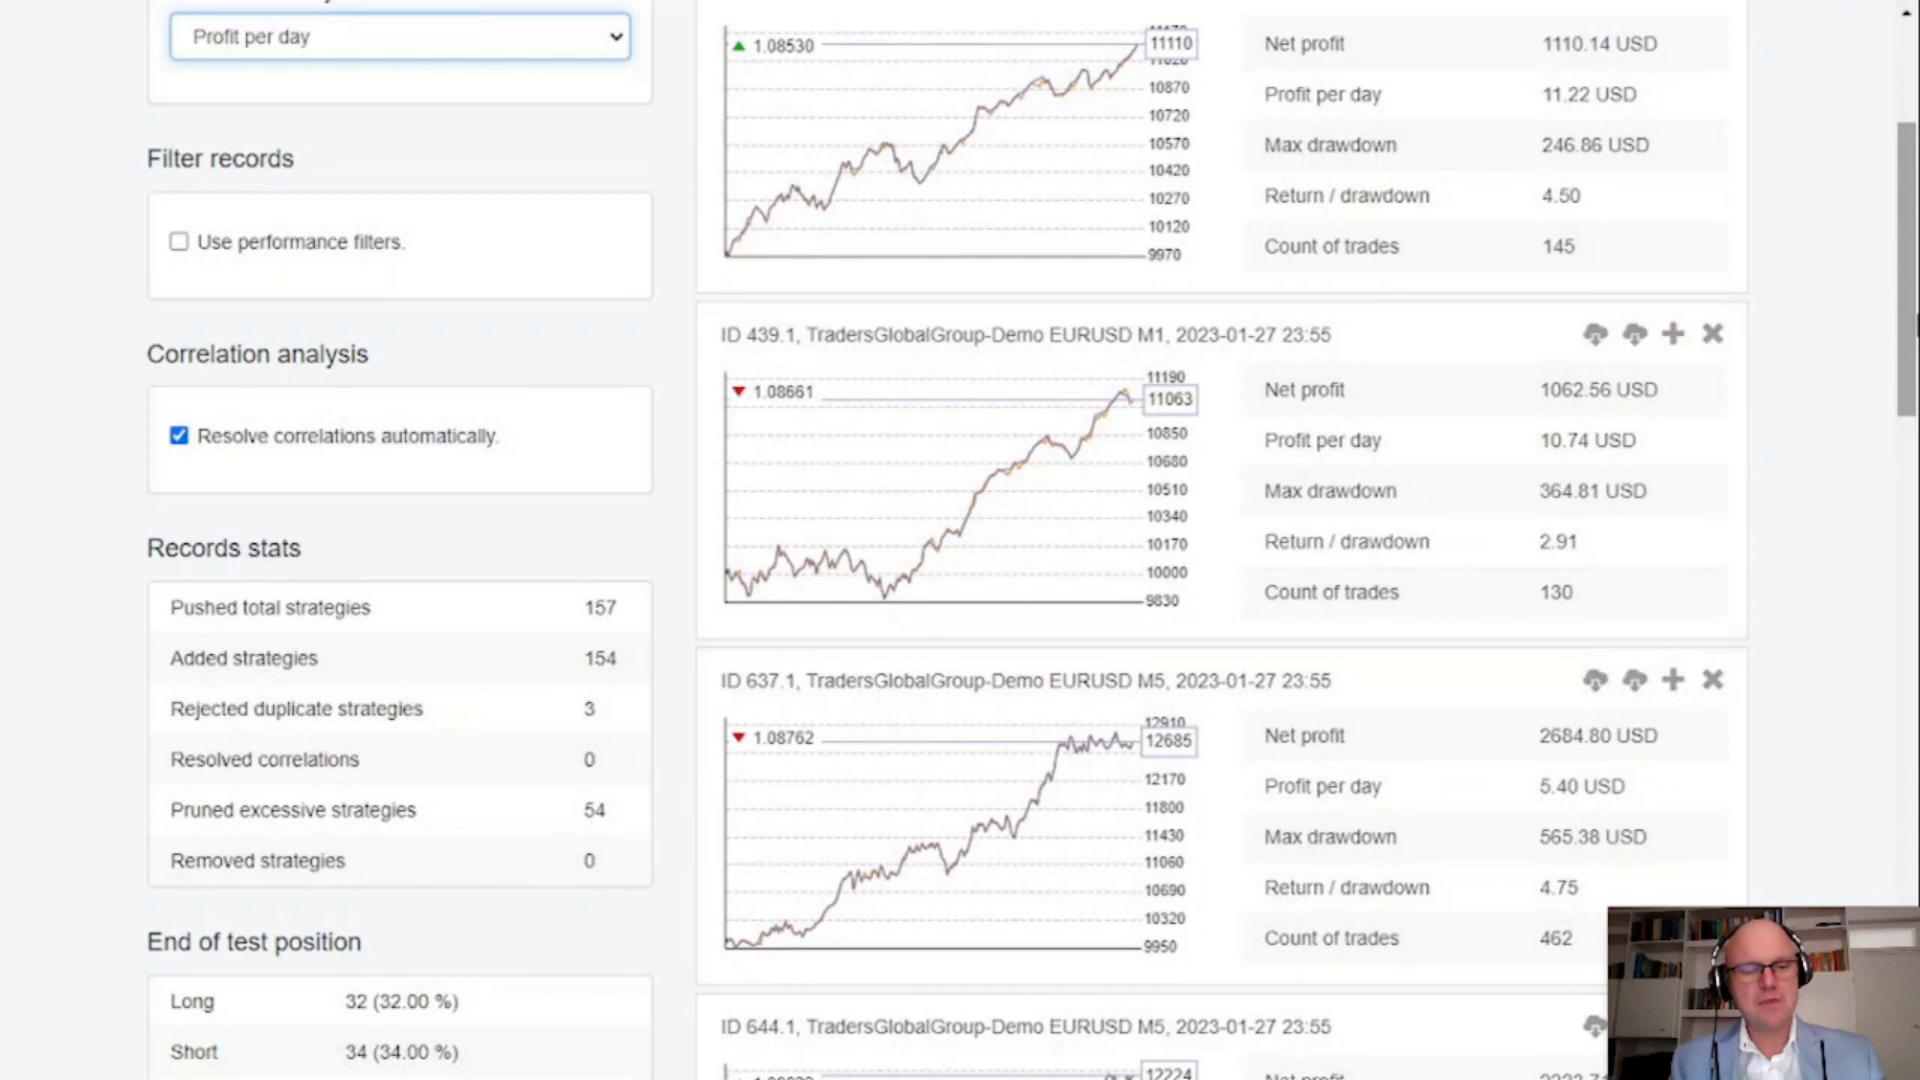 Profit per day
Filter records
Use performance filters.
Correlation analysis
Resolve correlations automatically.
Records stats
Pushed total strategies 157
Added strategies 154
Rejected duplicate strategies 3
Resolved correlations 0
Pruned excessive strategies 54
Removed strategies 0
End of test position
Long 32 (32.00 %)
Short 34 (34.00 %)
1.08530
11110
10870
10720
10570
10420
10270
10120
9970
Net profit 1110.14 USD
Profit per day 11.22 USD
Max drawdown 246.86 USD
Return / drawdown 4.50
Count of trades 145
ID 439.1, TradersGlobalGroup-Demo EURUSD M1, 2023-01-27 23:55
1.08661
11190
11063
10850
10680
10510
10340
10170
10000
9830
Net profit 1062.56 USD
Profit per day 10.74 USD
Max drawdown 364.81 USD
Return / drawdown 2.91
Count of trades 130
ID 637.1, TradersGlobalGroup-Demo EURUSD M5, 2023-01-27 23:55
1.08762
12910
12685
12170
11800
11430
11060
10690
10320
9950
Net profit 2684.80 USD
Profit per day 5.40 USD
Max drawdown 565.38 USD
Return / drawdown 4.75
Count of trades 462
ID 644.1, TradersGlobalGroup-Demo EURUSD M5, 2023-01-27 23:55
12224
Net profit